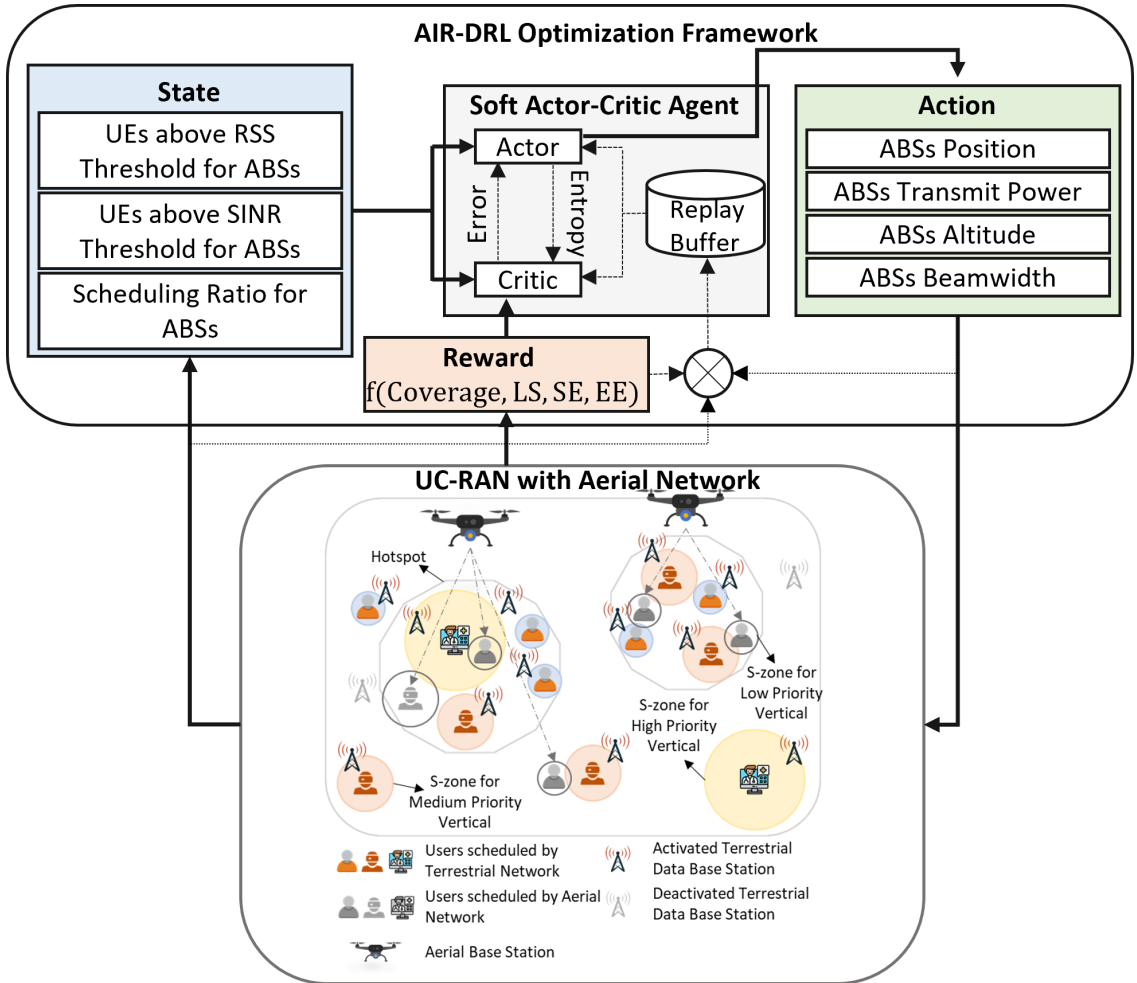 AIR-DRL Optimization Framework
State
UEs above RSS
Threshold for ABSs
UEs above SINR
Threshold for ABSs
Scheduling Ratio for
ABSs
Soft Actor-Critic Agent
Actor
Error
Entropy
Critic
Replay
Buffer
Action
ABSs Position
ABSs Transmit Power
ABSs Altitude
ABSs Beamwidth
Reward
f(Coverage, LS, SE, EE)
UC-RAN with Aerial Network
Hotspot
S-zone for
Low Priority
Vertical
S-zone for
High Priority
Vertical
S-zone for
Medium Priority
Vertical
Users scheduled by
Terrestrial Network
Activated Terrestrial
Data Base Station
Users scheduled by Aerial
Network
Deactivated Terrestrial
Data Base Station
Aerial Base Station